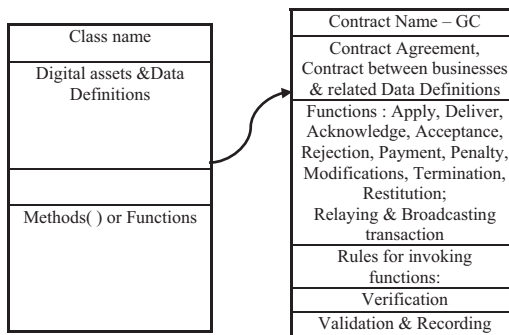 Class name
Digital assets &Data
Definitions
Methods( ) or Functions
Contract Name – GC
Contract Agreement,
Contract between businesses
& related Data Definitions
Functions : Apply, Deliver,
Acknowledge, Acceptance,
Rejection, Payment, Penalty,
Modifications, Termination,
Restitution;
Relaying & Broadcasting
transaction
Rules for invoking
functions:
Verification
Validation & Recording